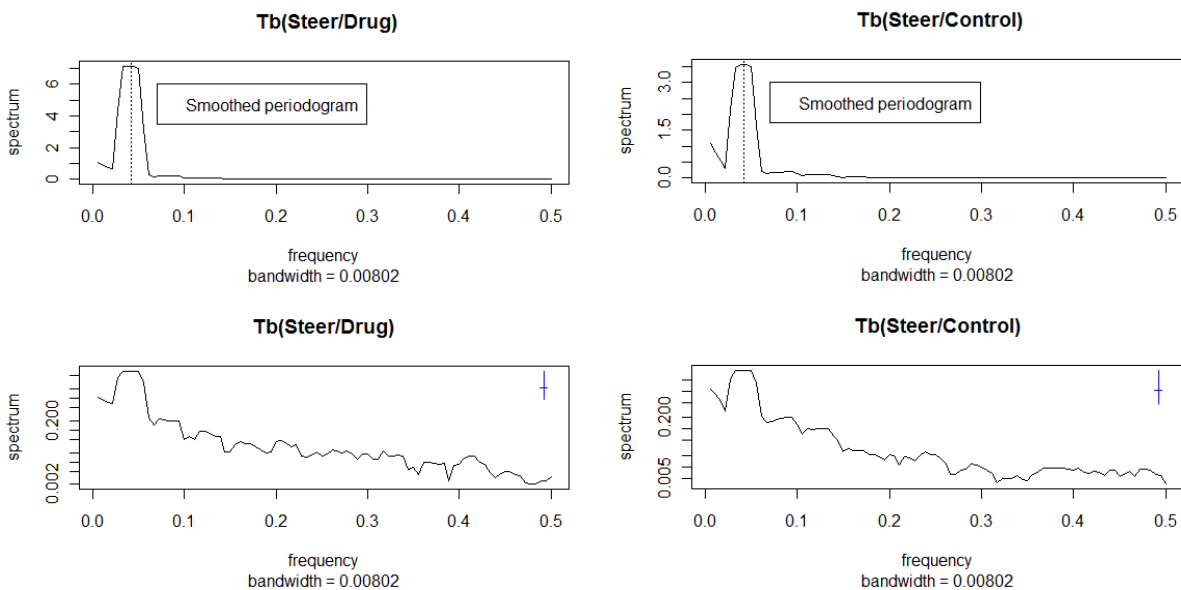 Tb(Steer/Drug)
spectrum
0 2 4 6
Smoothed periodogram
0.0 0.1 0.2 0.3 0.4 0.5
frequency
bandwidth = 0.00802
Tb(Steer/Control)
spectrum
0.0 1.5 3.0
Smoothed periodogram
0.0 0.1 0.2 0.3 0.4 0.5
frequency
bandwidth = 0.00802
Tb(Steer/Drug)
spectrum
0.002 0.200
0.0 0.1 0.2 0.3 0.4 0.5
frequency
bandwidth = 0.00802
Tb(Steer/Control)
spectrum
0.005 0.200
0.0 0.1 0.2 0.3 0.4 0.5
frequency
bandwidth = 0.00802